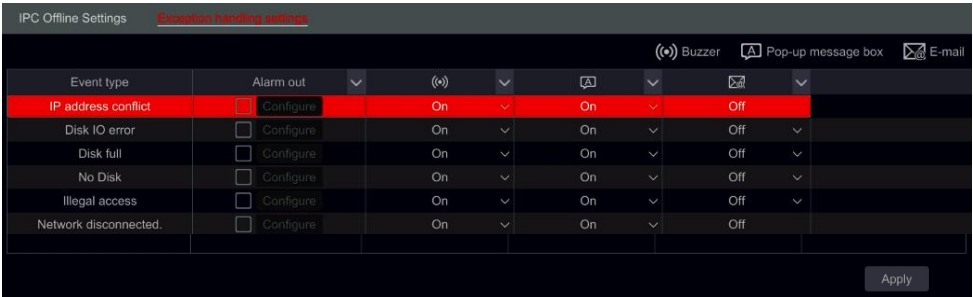 IPC Offline Settings Exception handling settings
Buzzer Pop-up message box E-mail
Event type Alarm out
IP address conflict Configure On On Off
Disk IO error Configure On On Off
Disk full Configure On On Off
No Disk Configure On On Off
Illegal access Configure On On Off
Network disconnected. Configure On On Off
Apply